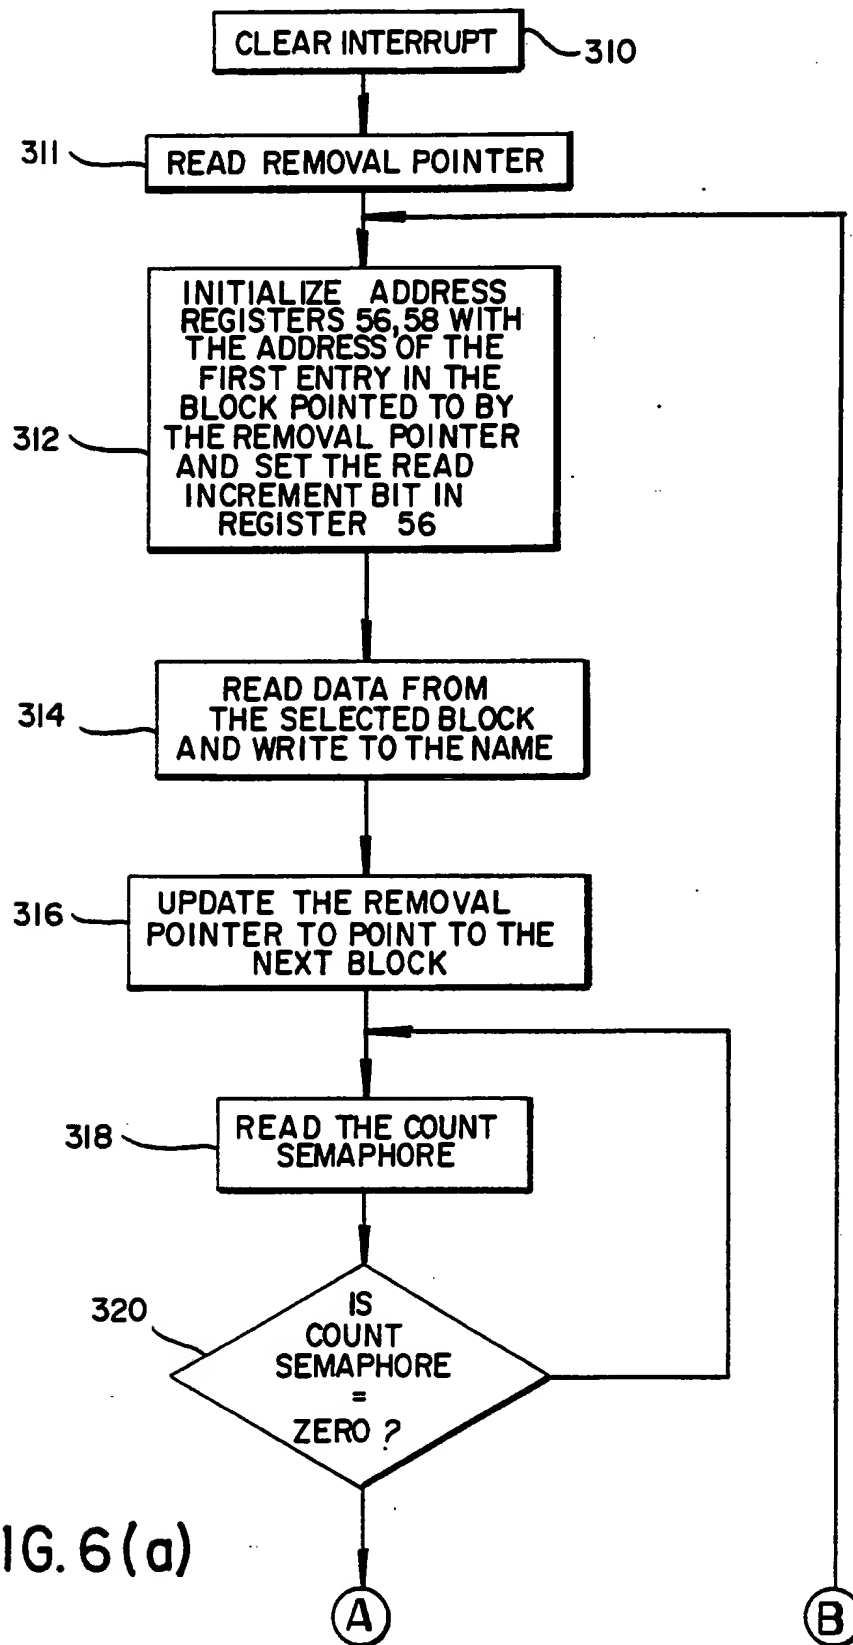 CLEAR INTERRUPT
310
311
READ REMOVAL POINTER
INITIALIZE ADDRESS
REGISTERS 56,58 WITH
THE ADDRESS OF THE
FIRST ENTRY IN THE
BLOCK POINTED TO BY
THE REMOVAL POINTER
AND SET THE READ
INCREMENT BIT IN
REGISTER 56
312
READ DATA FROM
THE SELECTED BLOCK
AND WRITE TO THE NAME
314
UPDATE THE REMOVAL
POINTER TO POINT TO THE
NEXT BLOCK
316
READ THE COUNT
SEMAPHORE
318
320
IS
COUNT
SEMAPHORE
=
ZERO ?
IG. 6(a)
A
B